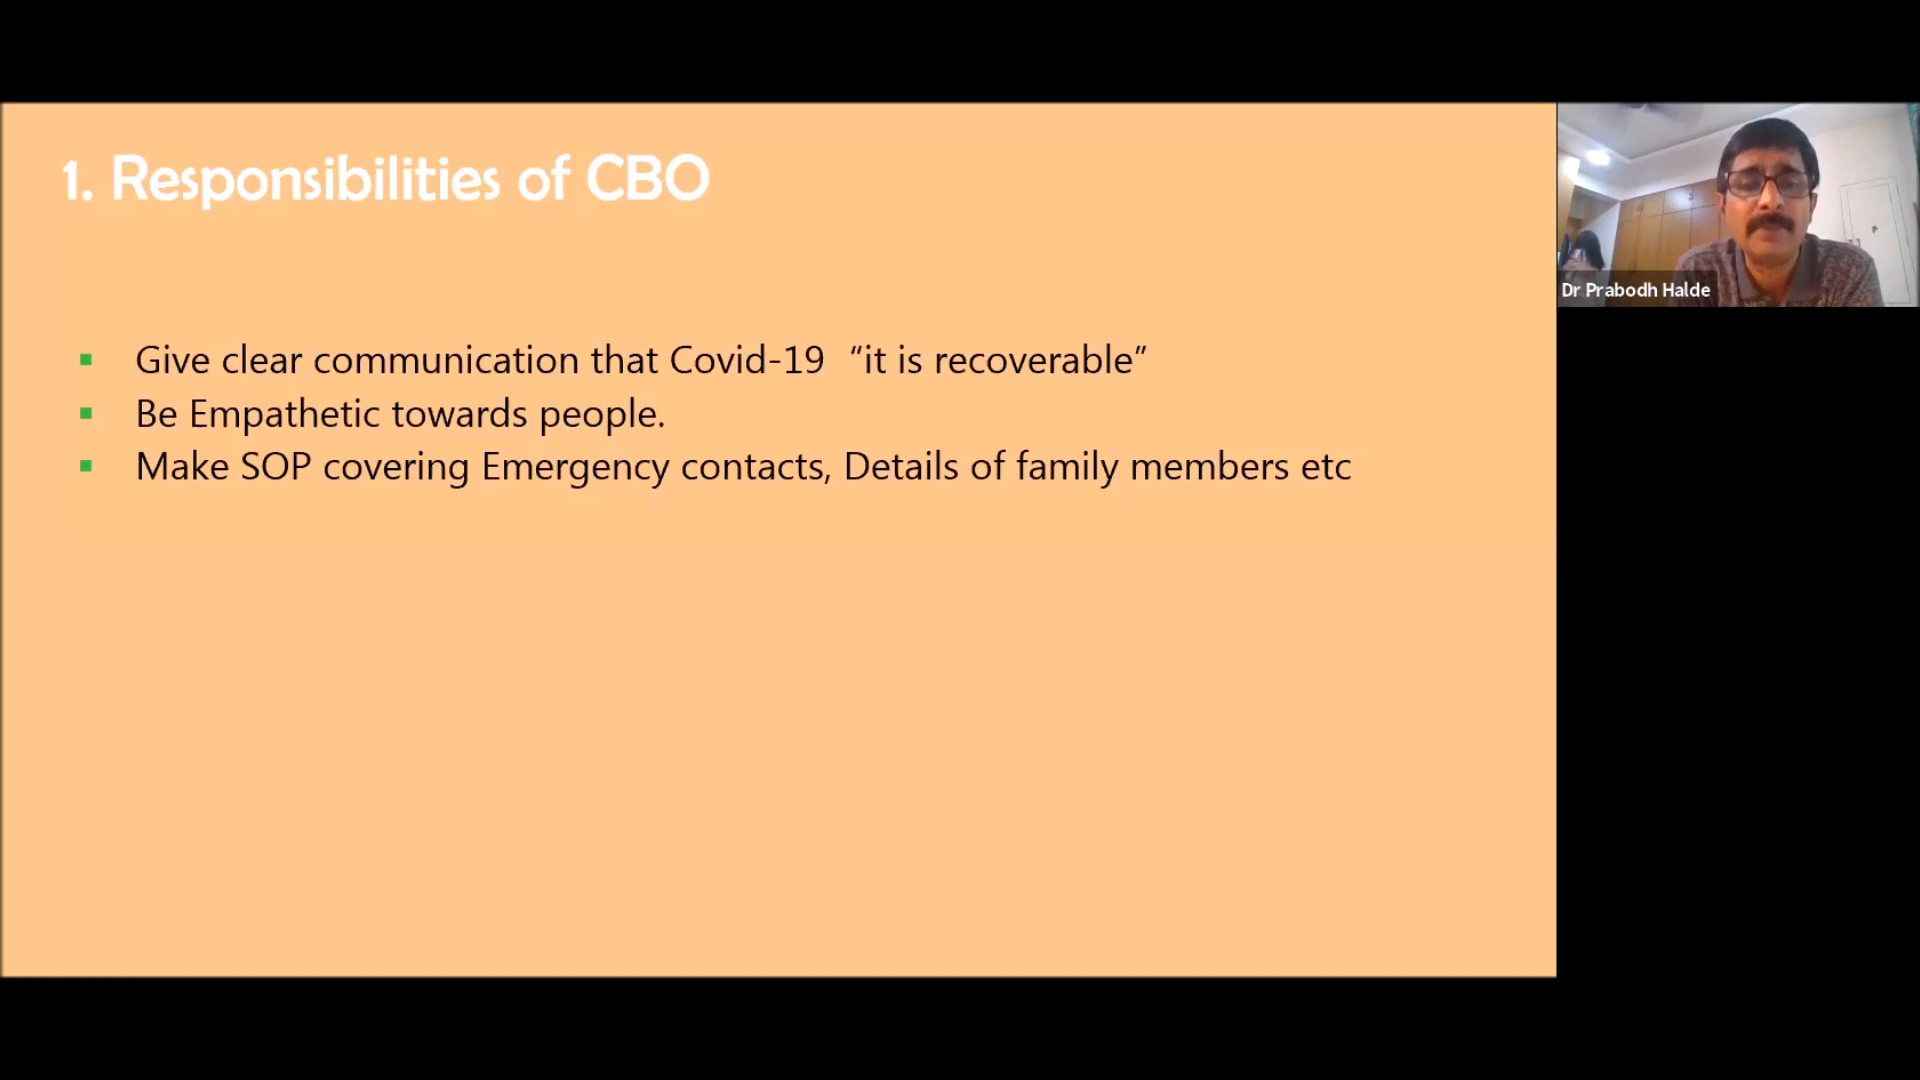 1. Responsibilities of CBO
Give clear communication that Covid-19 “it is recoverable”
Be Empathetic towards people.
Make SOP covering Emergency contacts, Details of family members etc
Dr Prabodh Halde